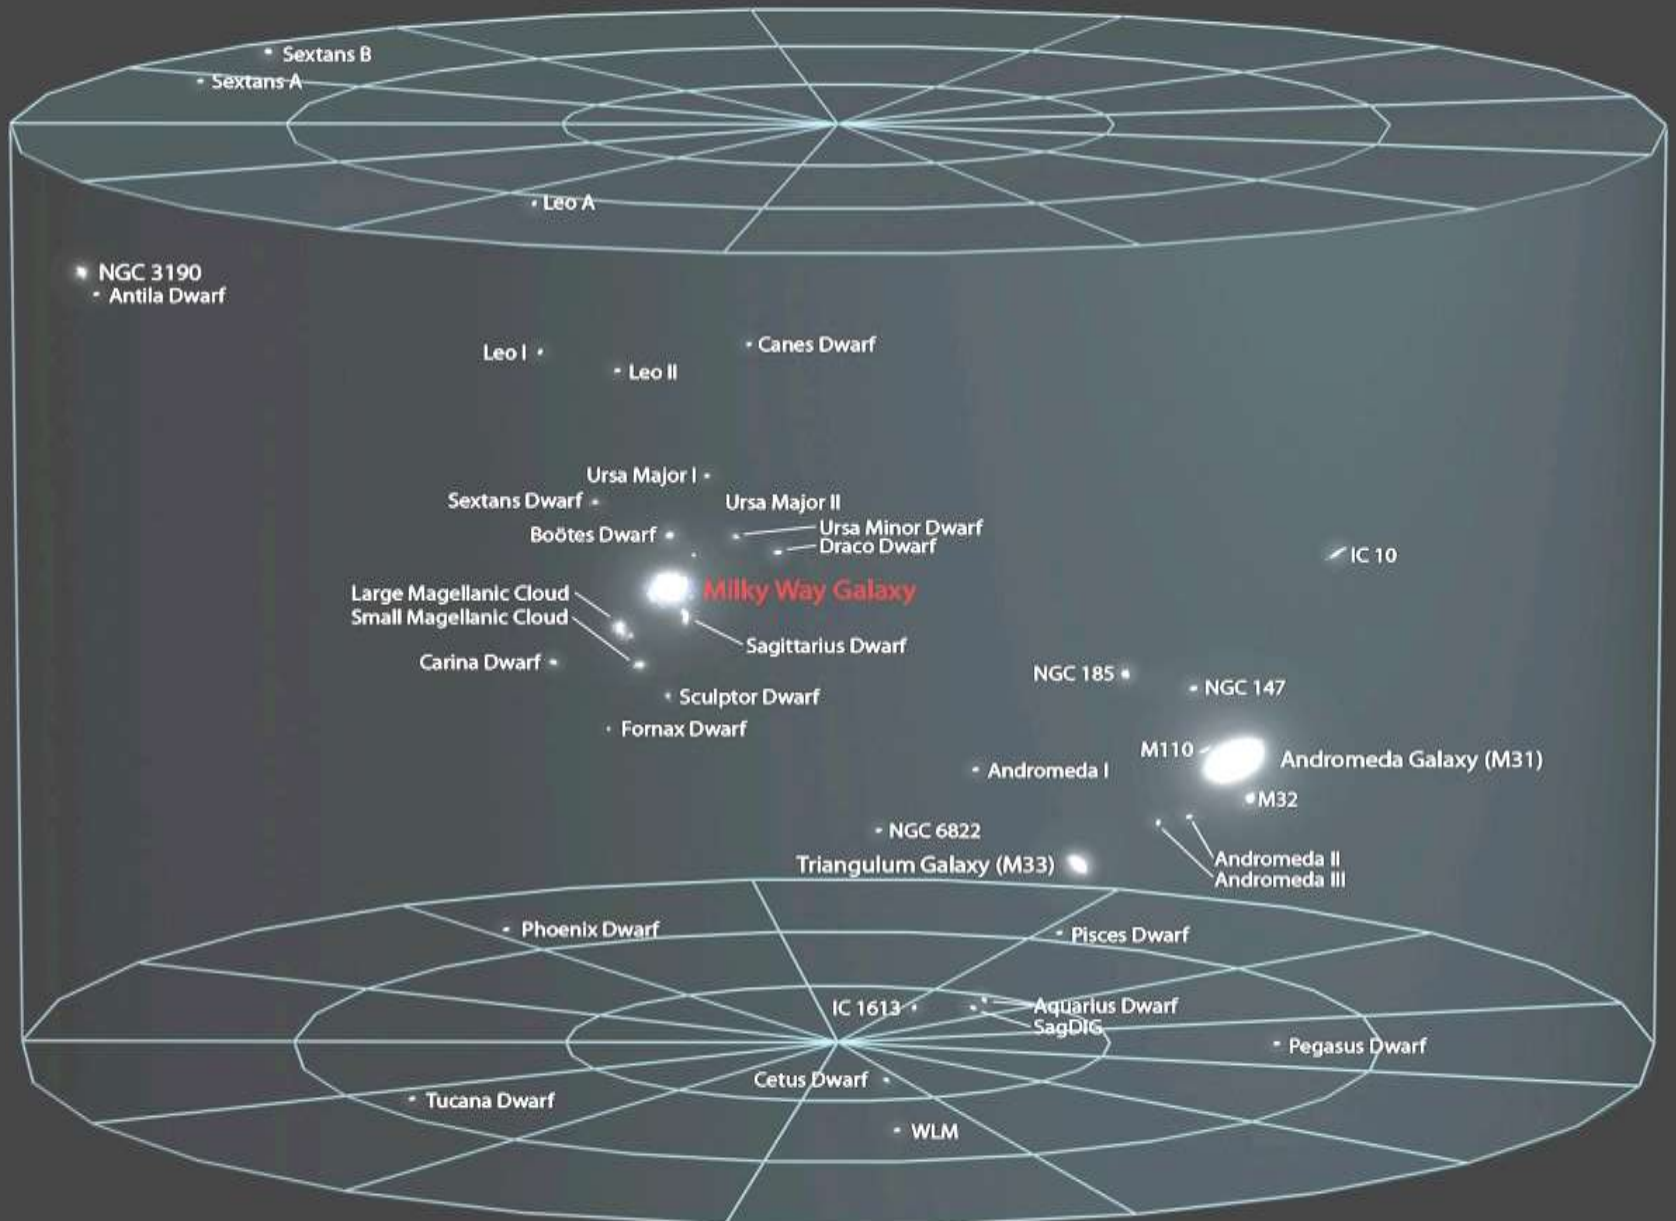 Sextans B
Sextans A
Leo A
NGC 3190
Antila Dwarf
Canes Dwarf
Leo I
Leo II
Ursa Major I
Sextans Dwarf
Ursa Major II
Ursa Minor Dwarf
Boötes Dwarf
Draco Dwarf
IC 10
Milky Way Galaxy
Large Magellanic Cloud
Small Magellanic Cloud
Sagittarius Dwarf
Carina Dwarf
NGC 185
NGC 147
Sculptor Dwarf
Fornax Dwarf
M110
Andromeda Galaxy (M31)
Andromeda I
M32
NGC 6822
Triangulum Galaxy (M33)
Andromeda II
Andromeda III
Phoenix Dwarf
Pisces Dwarf
IC 1613
Aquarius Dwarf
SagDIG
Pegasus Dwarf
Cetus Dwarf
Tucana Dwarf
WLM